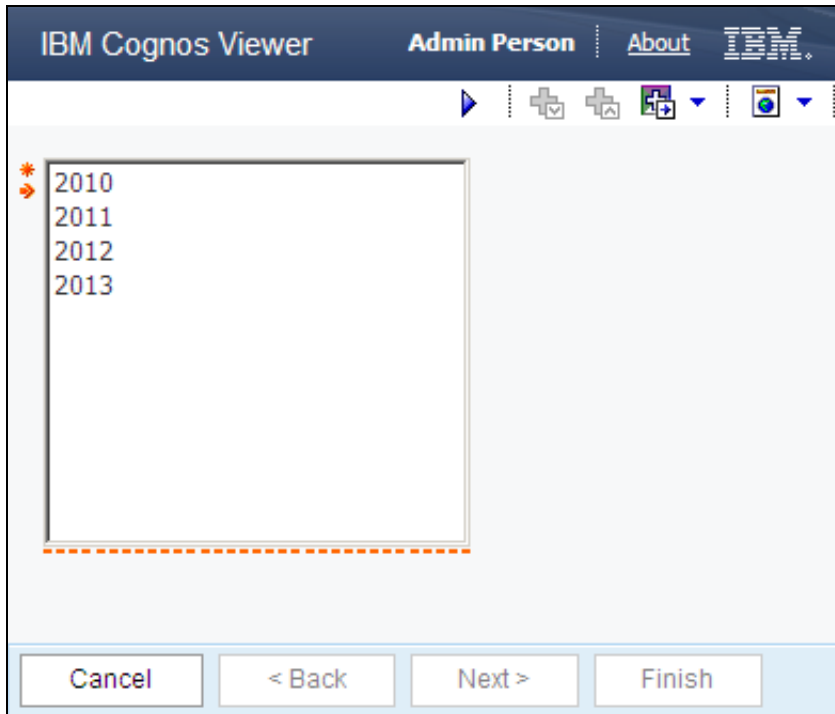 IBM Cognos Viewer Admin Person About IBM.
2010
2011
2012
2013
Cancel < Back Next > Finish